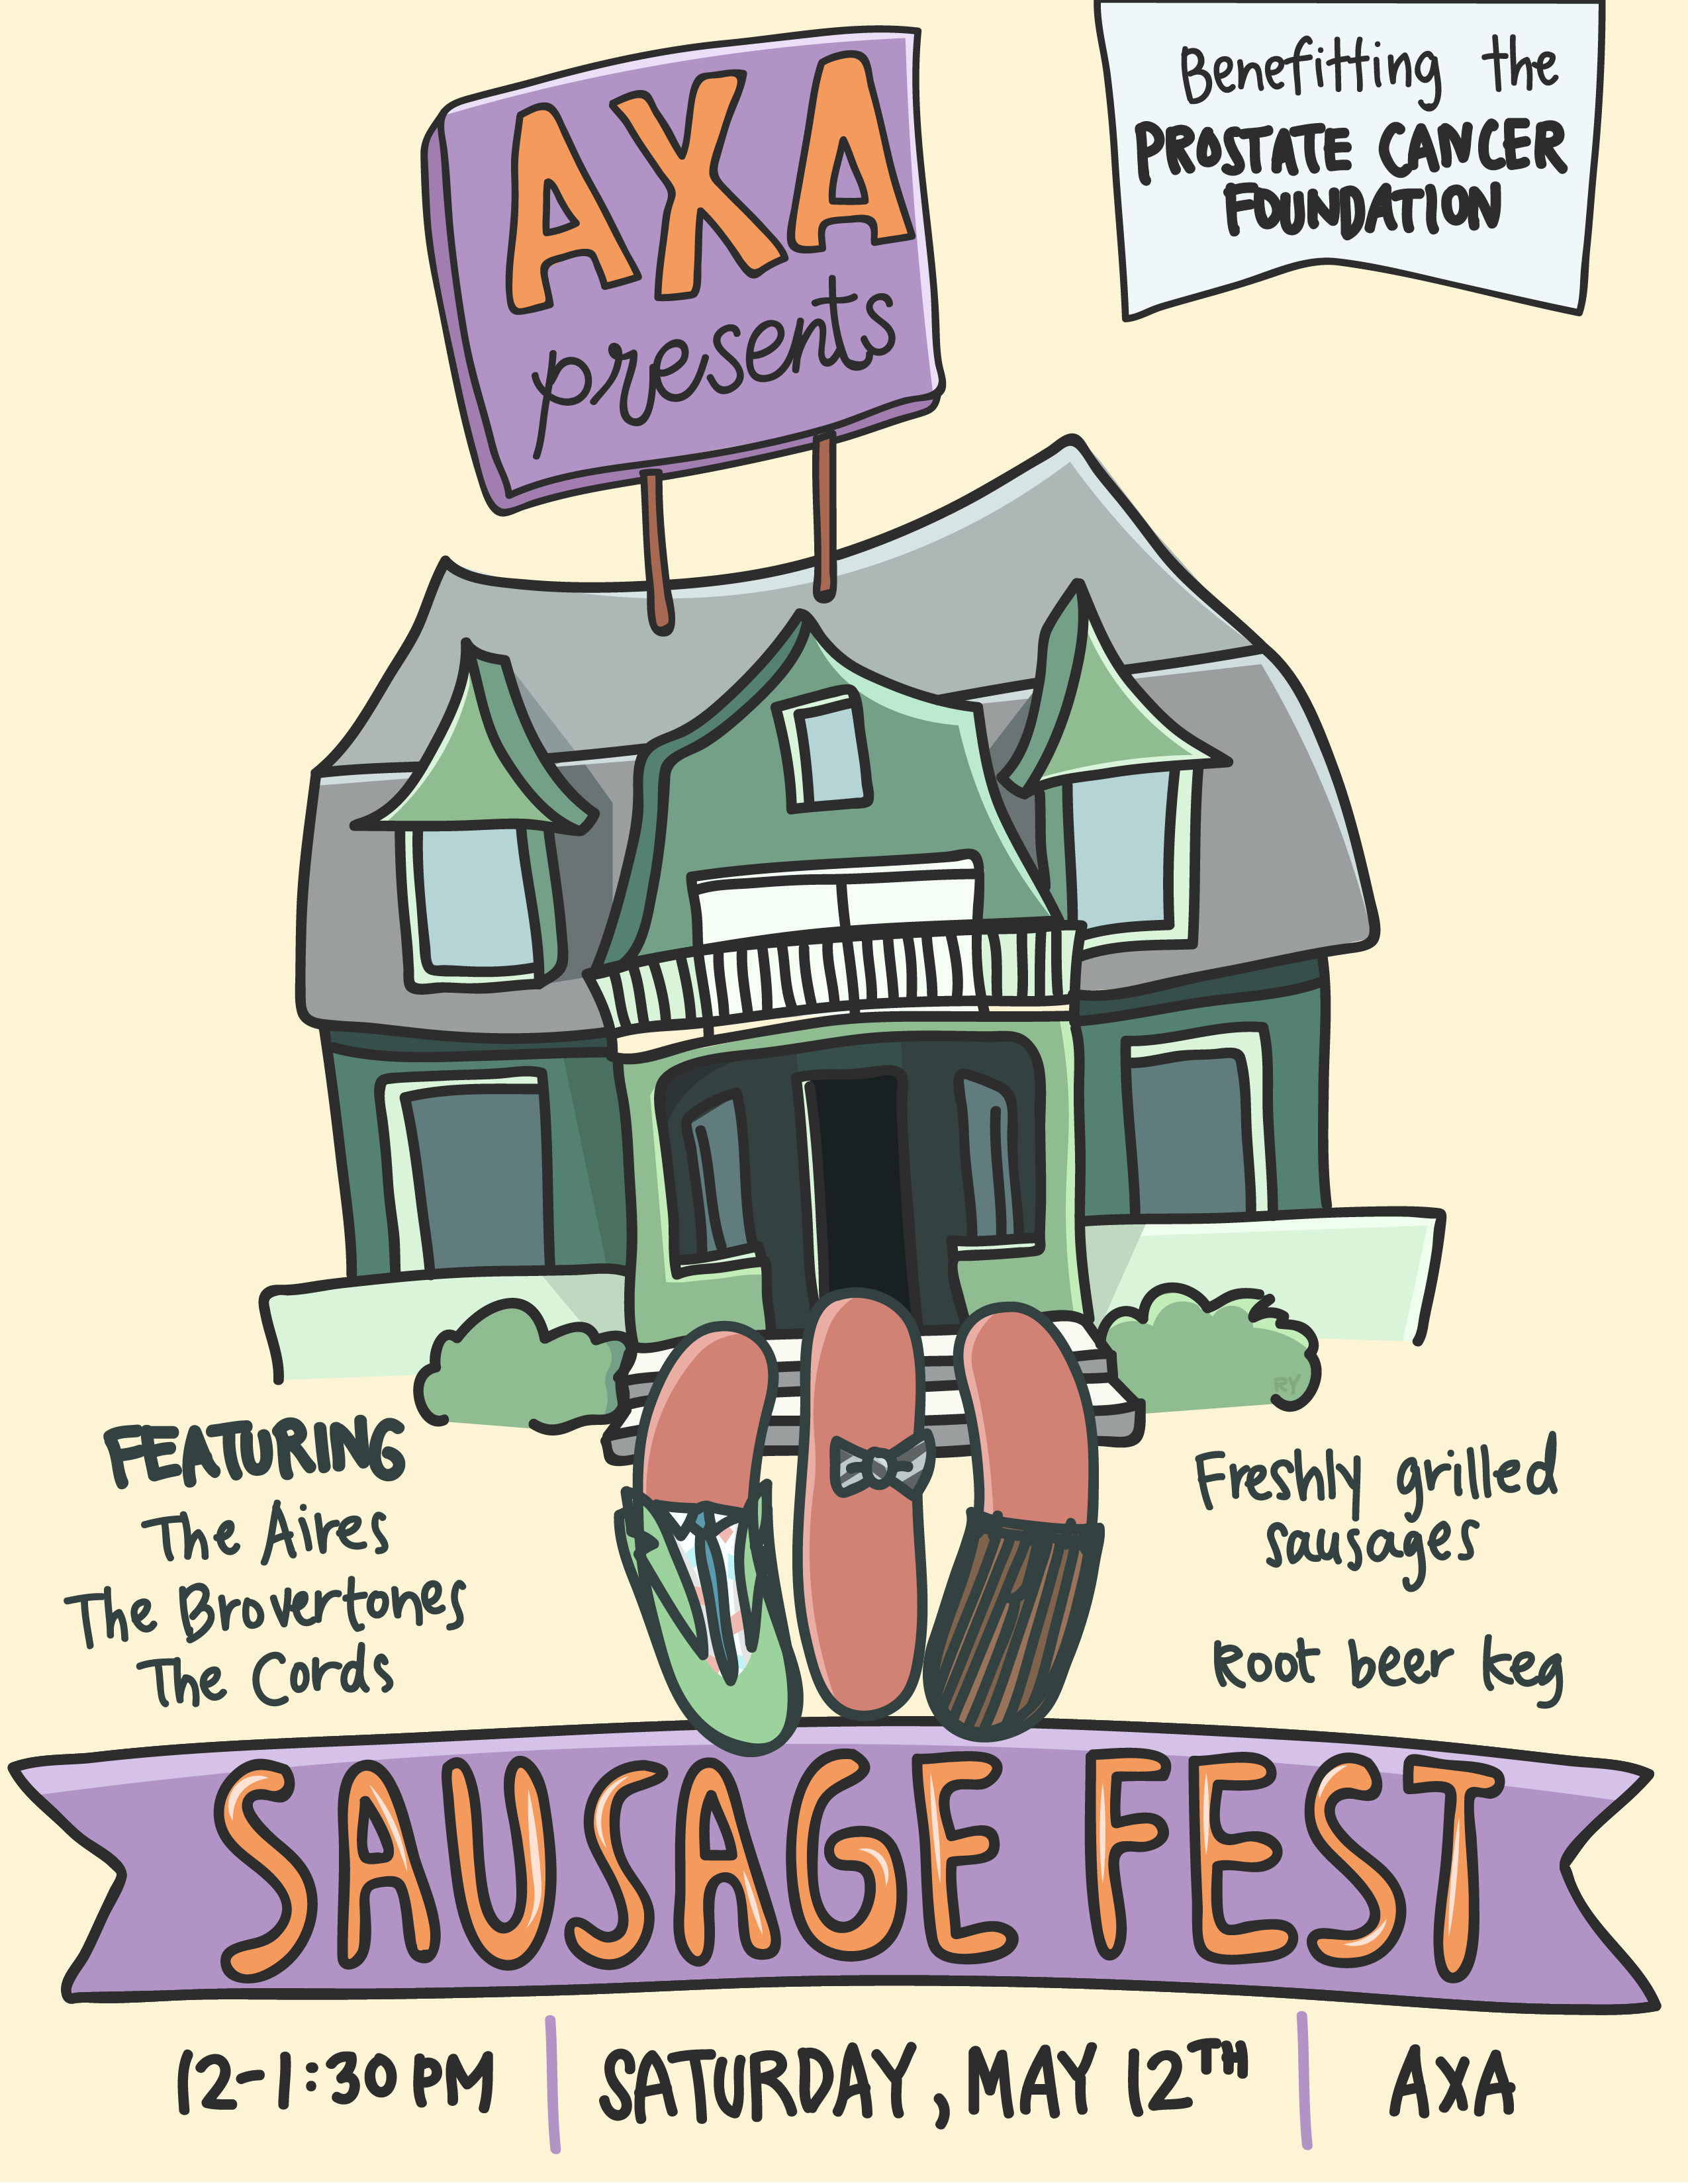 AXA
presents
Benefitting the
PROSTATE CANCER
FOUNDATION
FEATURING
The Aires
The Brovertones
The Cords
Freshly grilled
sausages
Root beer keg
RY
SAUSAGE FEST
12-1:30 PM
SATURDAY, MAY 12TH
AXA